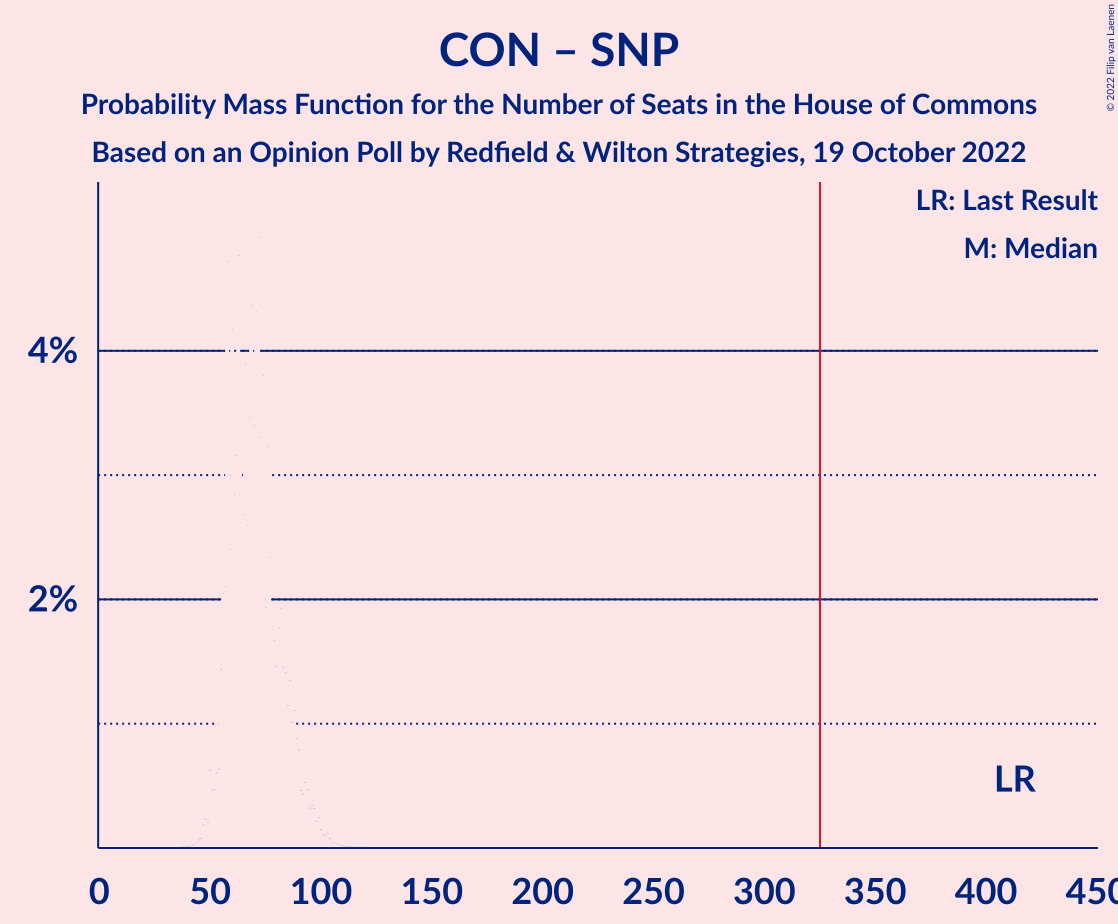 CON – SNP
Probability Mass Function for the Number of Seats in the House of Commons
Based on an Opinion Poll by Redfield & Wilton Strategies, 19 October 2022
© 2022 Filip van Laenen
LR: Last Result
M: Median
4%
2%
LR
0 50 100 150 200 250 300 350 400 450